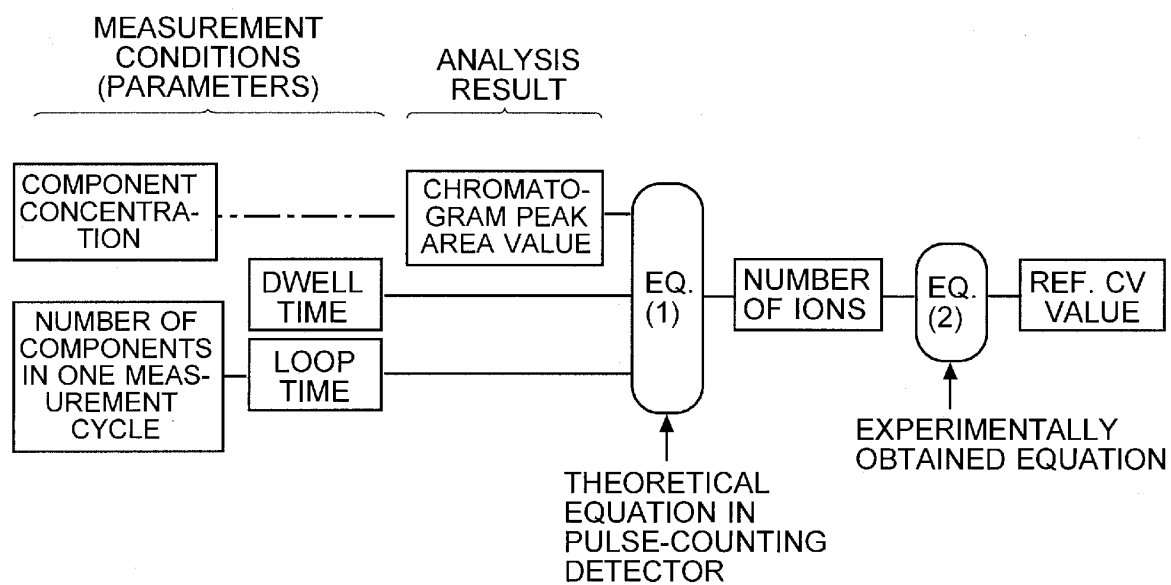 MEASUREMENT
CONDITIONS
(PARAMETERS)
ANALYSIS
RESULT
COMPONENT
CONCENTRA-
TION
CHROMATO-
GRAM PEAK
AREA VALUE
DWELL
TIME
NUMBER OF
COMPONENTS
IN ONE MEAS-
UREMENT
CYCLE
LOOP
TIME
EQ.
(1)
NUMBER
OF IONS
EQ.
(2)
REF. CV
VALUE
THEORETICAL
EQUATION IN
PULSE-COUNTING
DETECTOR
EXPERIMENTALLY
OBTAINED EQUATION